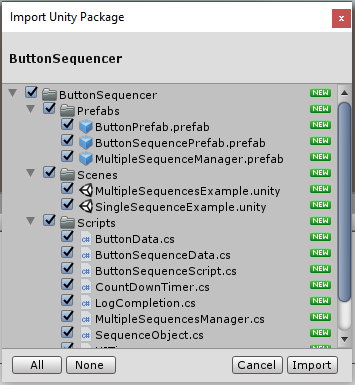 Import Unity Package
x
ButtonSequencer
ButtonSequencer NEW
Prefabs NEW
ButtonPrefab.prefab NEW
ButtonSequencePrefab.prefab NEW
MultipleSequenceManager.prefab NEW
Scenes NEW
MultipleSequencesExample.unity NEW
SingleSequenceExample.unity NEW
Scripts NEW
C# ButtonData.cs NEW
C# ButtonSequenceData.cs NEW
C# ButtonSequenceScript.cs NEW
C# CountDownTimer.cs NEW
C# LogCompletion.cs NEW
C# MultipleSequencesManager.cs NEW
C# SequenceObject.cs NEW
All None Cancel Import